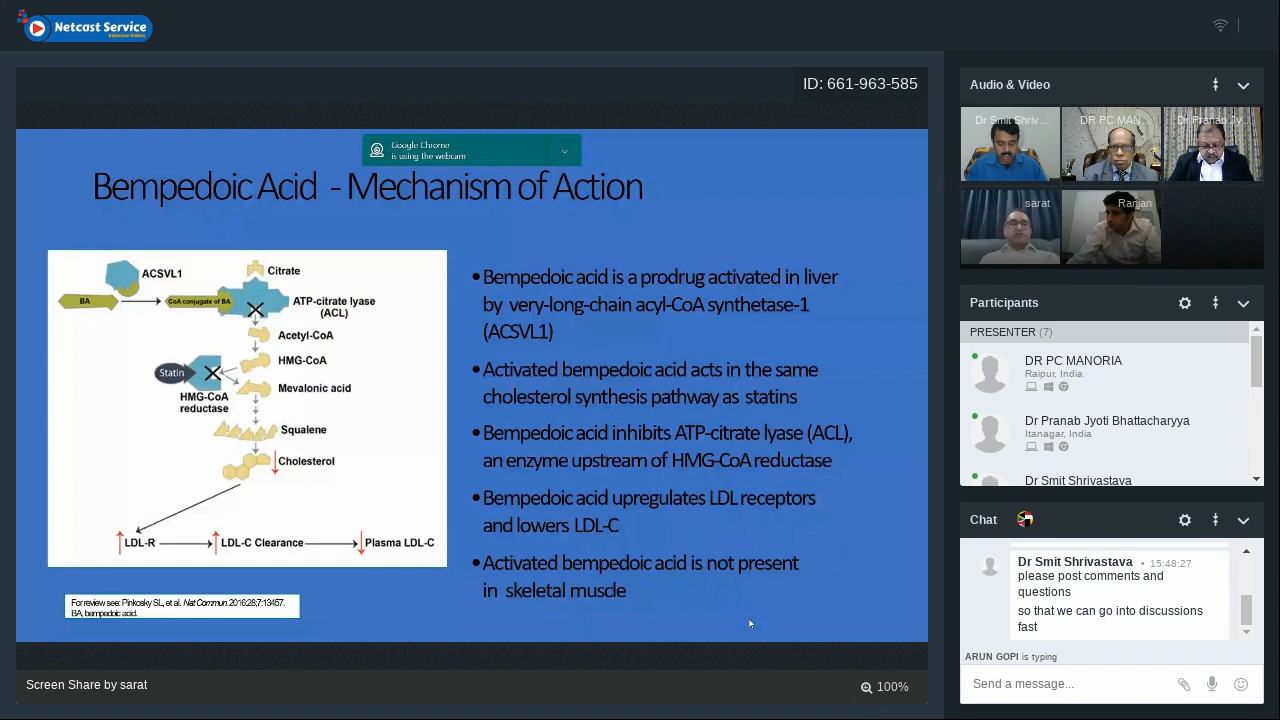 Netcast Service
ID: 661-963-585
Google Chrome
is using the webcam
Bempedoic Acid - Mechanism of Action
ACSVL1
Citrate
BA
CoA conjugate of BA
ATP-citrate lyase
(ACL)
Acetyl-CoA
HMG-CoA
Statin
Mevalonic acid
HMG-CoA
reductase
Squalene
Cholesterol
LDL-R
LDL-C Clearance
Plasma LDL-C
•Bempedoic acid is a prodrug activated in liver
by very-long-chain acyl-CoA synthetase-1
(ACSVL1)
•Activated bempedoic acid acts in the same
cholesterol synthesis pathway as statins
•Bempedoic acid inhibits ATP-citrate lyase (ACL),
an enzyme upstream of HMG-CoA reductase
•Bempedoic acid upregulates LDL receptors
and lowers LDL-C
•Activated bempedoic acid is not present
in skeletal muscle
For review see: Pinkosky SL, et al. Nat Commun. 2016:28;7:13457.
BA, bempedoic acid.
Screen Share by sarat
100%
Audio & Video
Dr Smit Shriv...
DR PC MAN...
Dr Pranab Jy...
sarat
Ranjan
Participants
PRESENTER (7)
DR PC MANORIA
Raipur, India
Dr Pranab Jyoti Bhattacharyya
Itanagar, India
Dr Smit Shrivastava
Chat
Dr Smit Shrivastava • 15:48:27
please post comments and
questions
so that we can go into discussions
fast
ARUN GOPI is typing
Send a message...